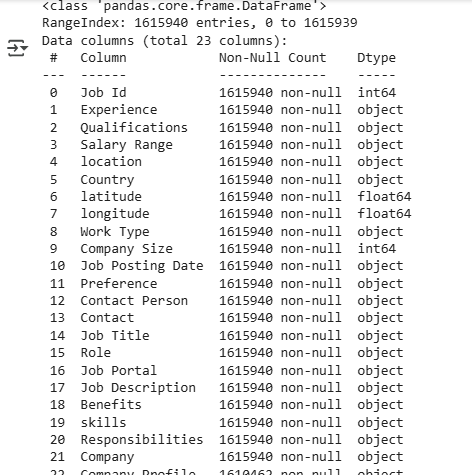 <class 'pandas.core.frame.DataFrame'>
RangeIndex: 1615940 entries, 0 to 1615939
Data columns (total 23 columns):
 #   Column            Non-Null Count    Dtype
---  ------            --------------    -----
 0   Job Id            1615940 non-null  int64
 1   Experience        1615940 non-null  object
 2   Qualifications    1615940 non-null  object
 3   Salary Range      1615940 non-null  object
 4   location          1615940 non-null  object
 5   Country           1615940 non-null  object
 6   latitude          1615940 non-null  float64
 7   longitude         1615940 non-null  float64
 8   Work Type         1615940 non-null  object
 9   Company Size      1615940 non-null  int64
 10  Job Posting Date  1615940 non-null  object
 11  Preference        1615940 non-null  object
 12  Contact Person    1615940 non-null  object
 13  Contact           1615940 non-null  object
 14  Job Title         1615940 non-null  object
 15  Role              1615940 non-null  object
 16  Job Portal        1615940 non-null  object
 17  Job Description   1615940 non-null  object
 18  Benefits          1615940 non-null  object
 19  skills            1615940 non-null  object
 20  Responsibilities  1615940 non-null  object
 21  Company           1615940 non-null  object
 22  Company Profile   1610462 non-null  object